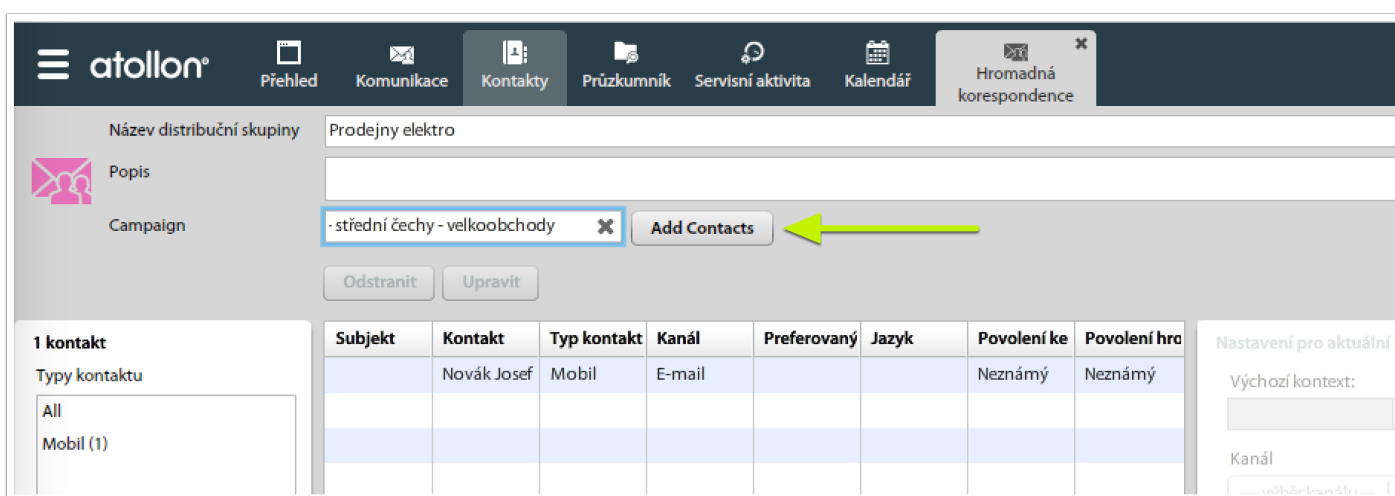 atollon
Přehled
Komunikace
Kontakty
Průzkumník
Servisní aktivita
Kalendář
Hromadná
korespondence
Název distribuční skupiny
Prodejny elektro
Popis
Campaign
- střední čechy - velkoobchody
Add Contacts
Odstranit
Upravit
1 kontakt
Typy kontaktu
All
Mobil (1)
Subjekt Kontakt Typ kontakt Kanál Preferovaný Jazyk Povolení ke Povolení hro
Novák Josef Mobil E-mail Neznámý Neznámý
Nastavení pro aktuální
Výchozí kontext:
Kanál
— výběr kanálu —